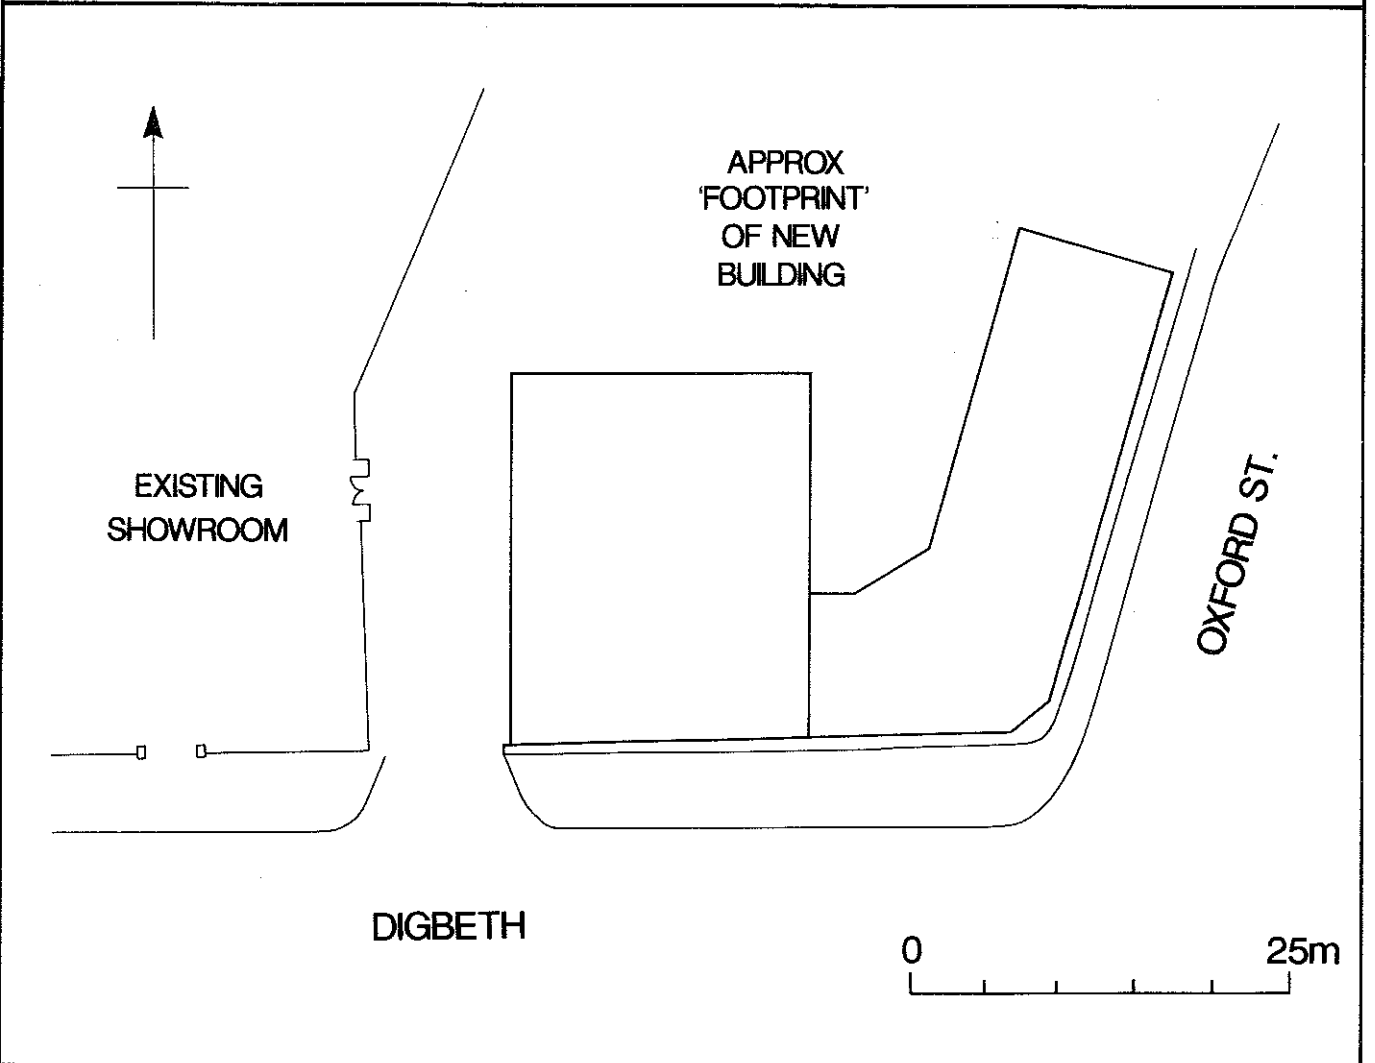 APPROX
'FOOTPRINT'
OF NEW
BUILDING
EXISTING
SHOWROOM
OXFORD ST.
DIGBETH
0 25m